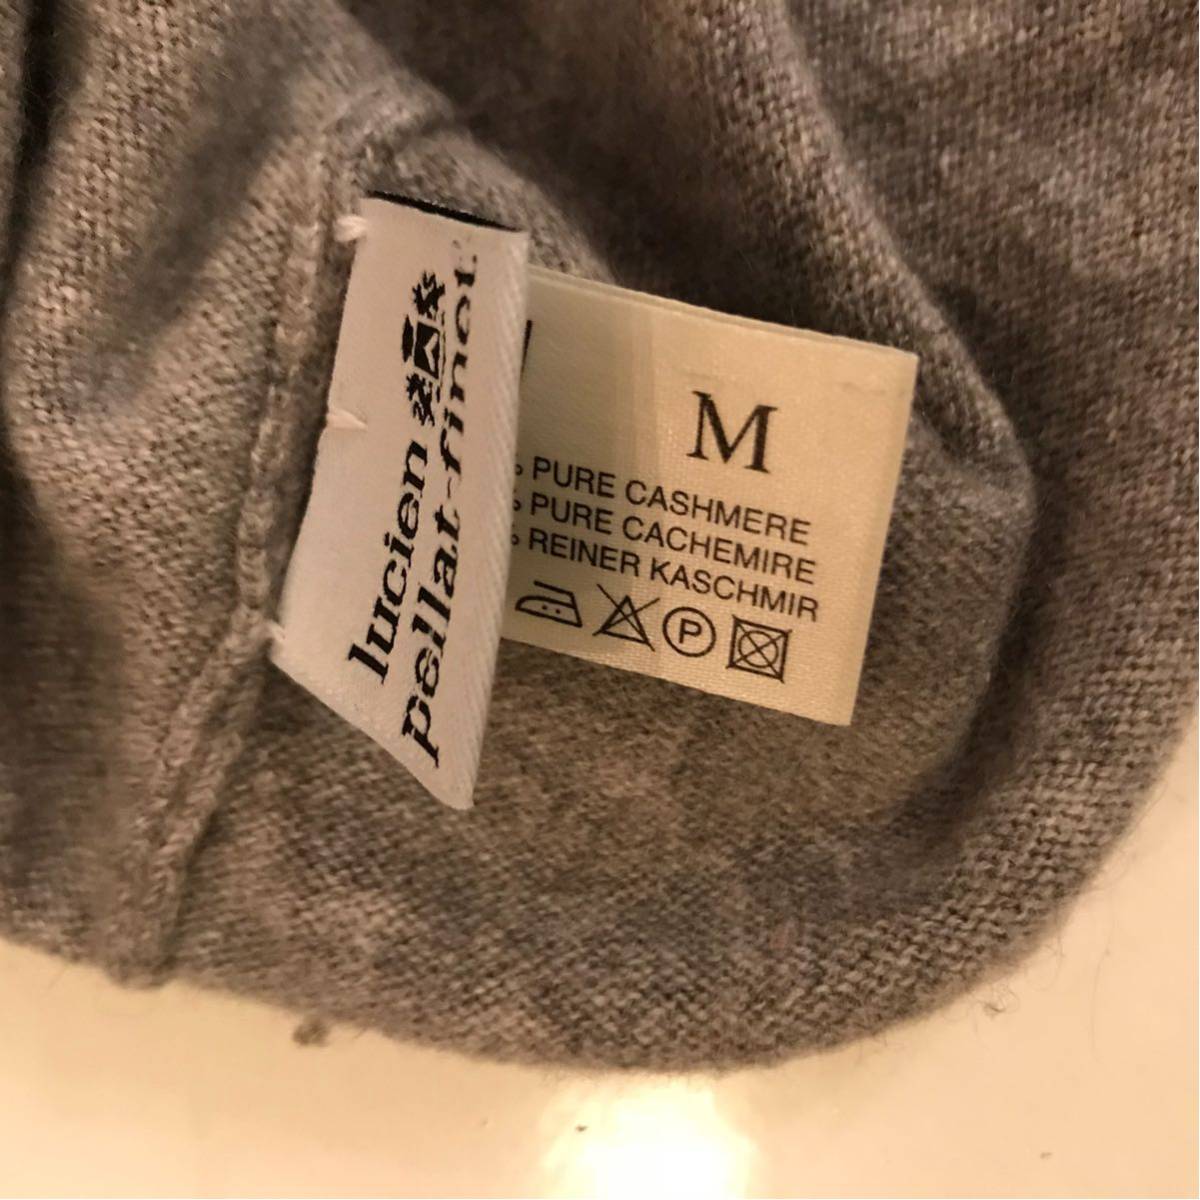 lucien
pellat-finet
M
% PURE CASHMERE
% PURE CACHEMIRE
% REINER KASCHMIR
P